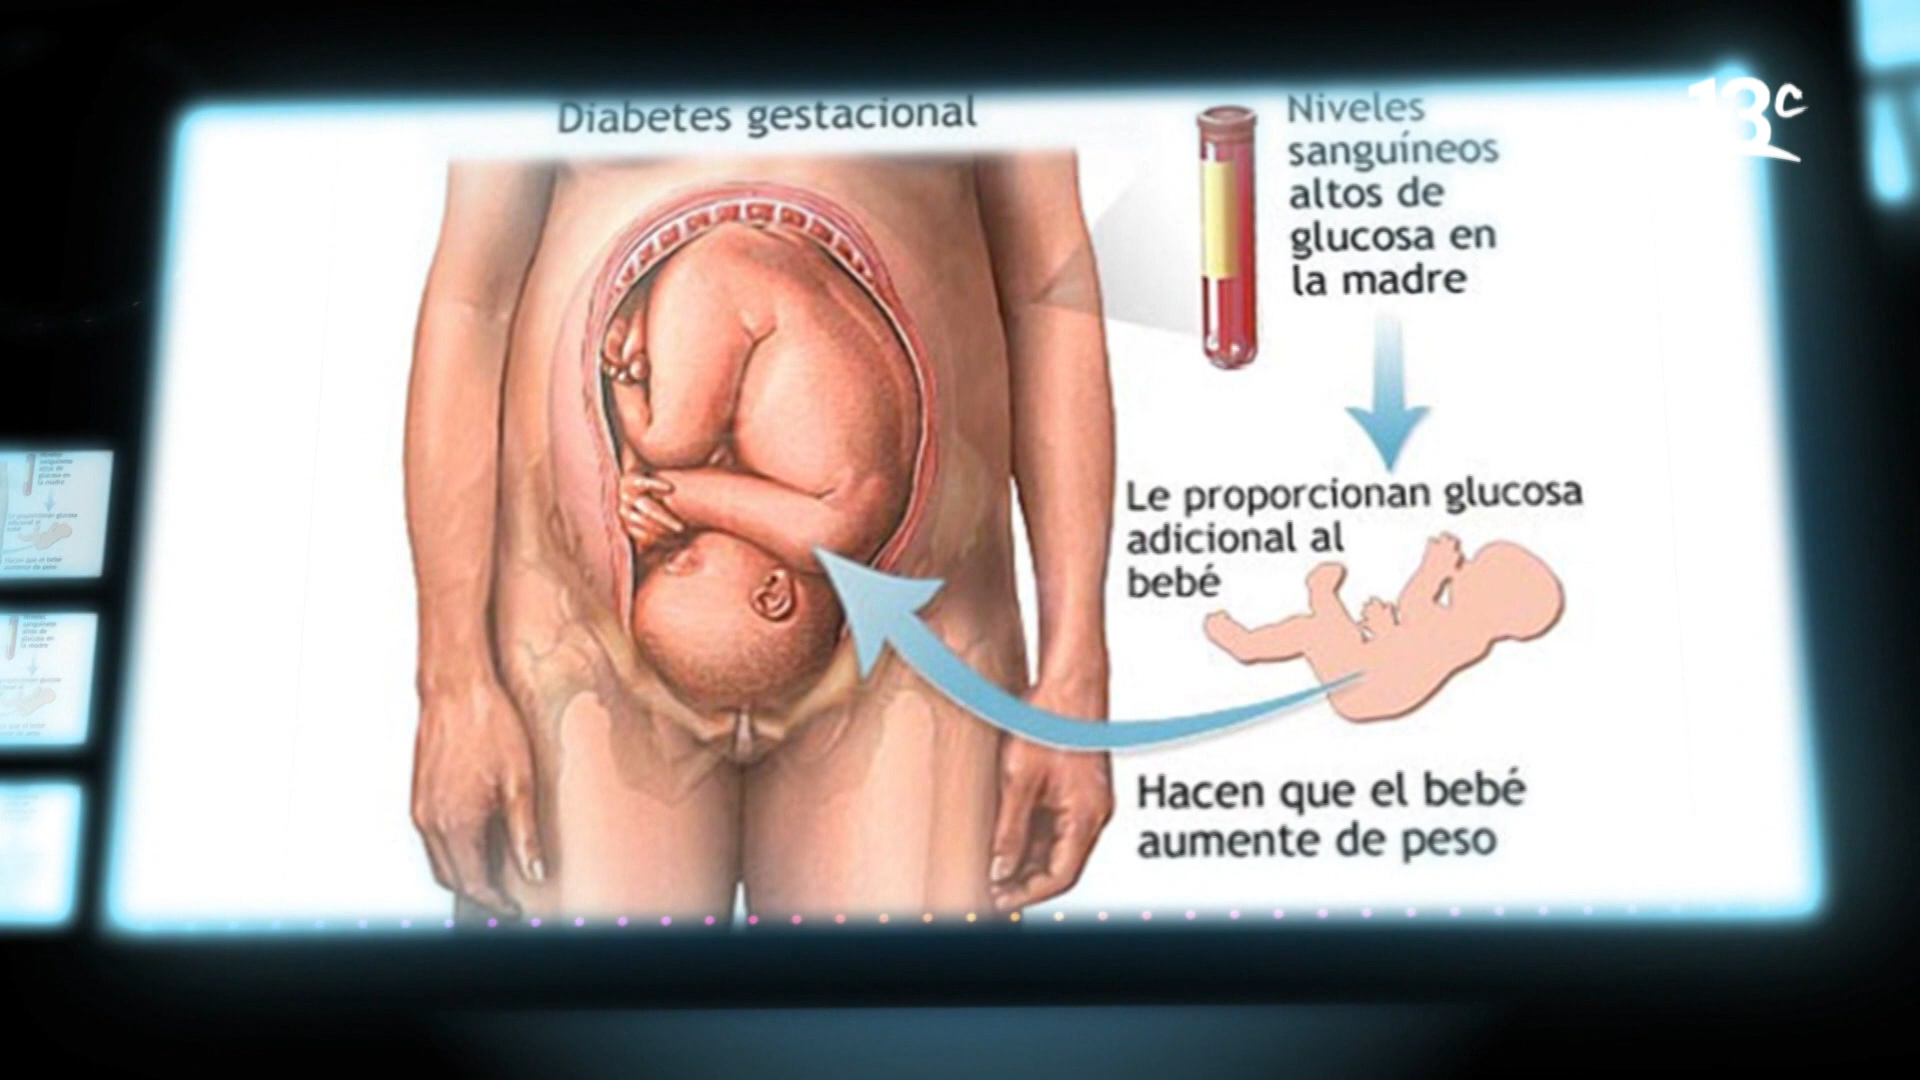 Diabetes gestacional
Niveles
sanguíneos
altos de
glucosa en
la madre
Le proporcionan glucosa
adicional al
bebé
Hacen que el bebé
aumente de peso
13c